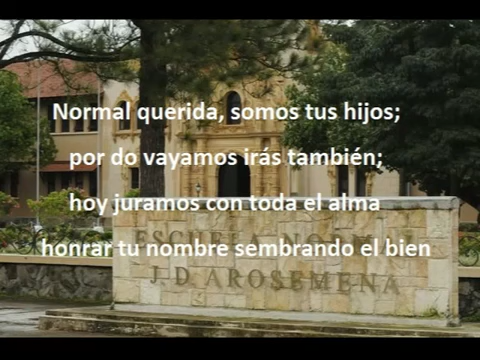 Normal querida, somos tus hijos;
por do vayamos irás también;
hoy juramos con toda el alma
honrar tu nombre sembrando el bien
ESCUELA NORMAL
J.D. AROSEMENA